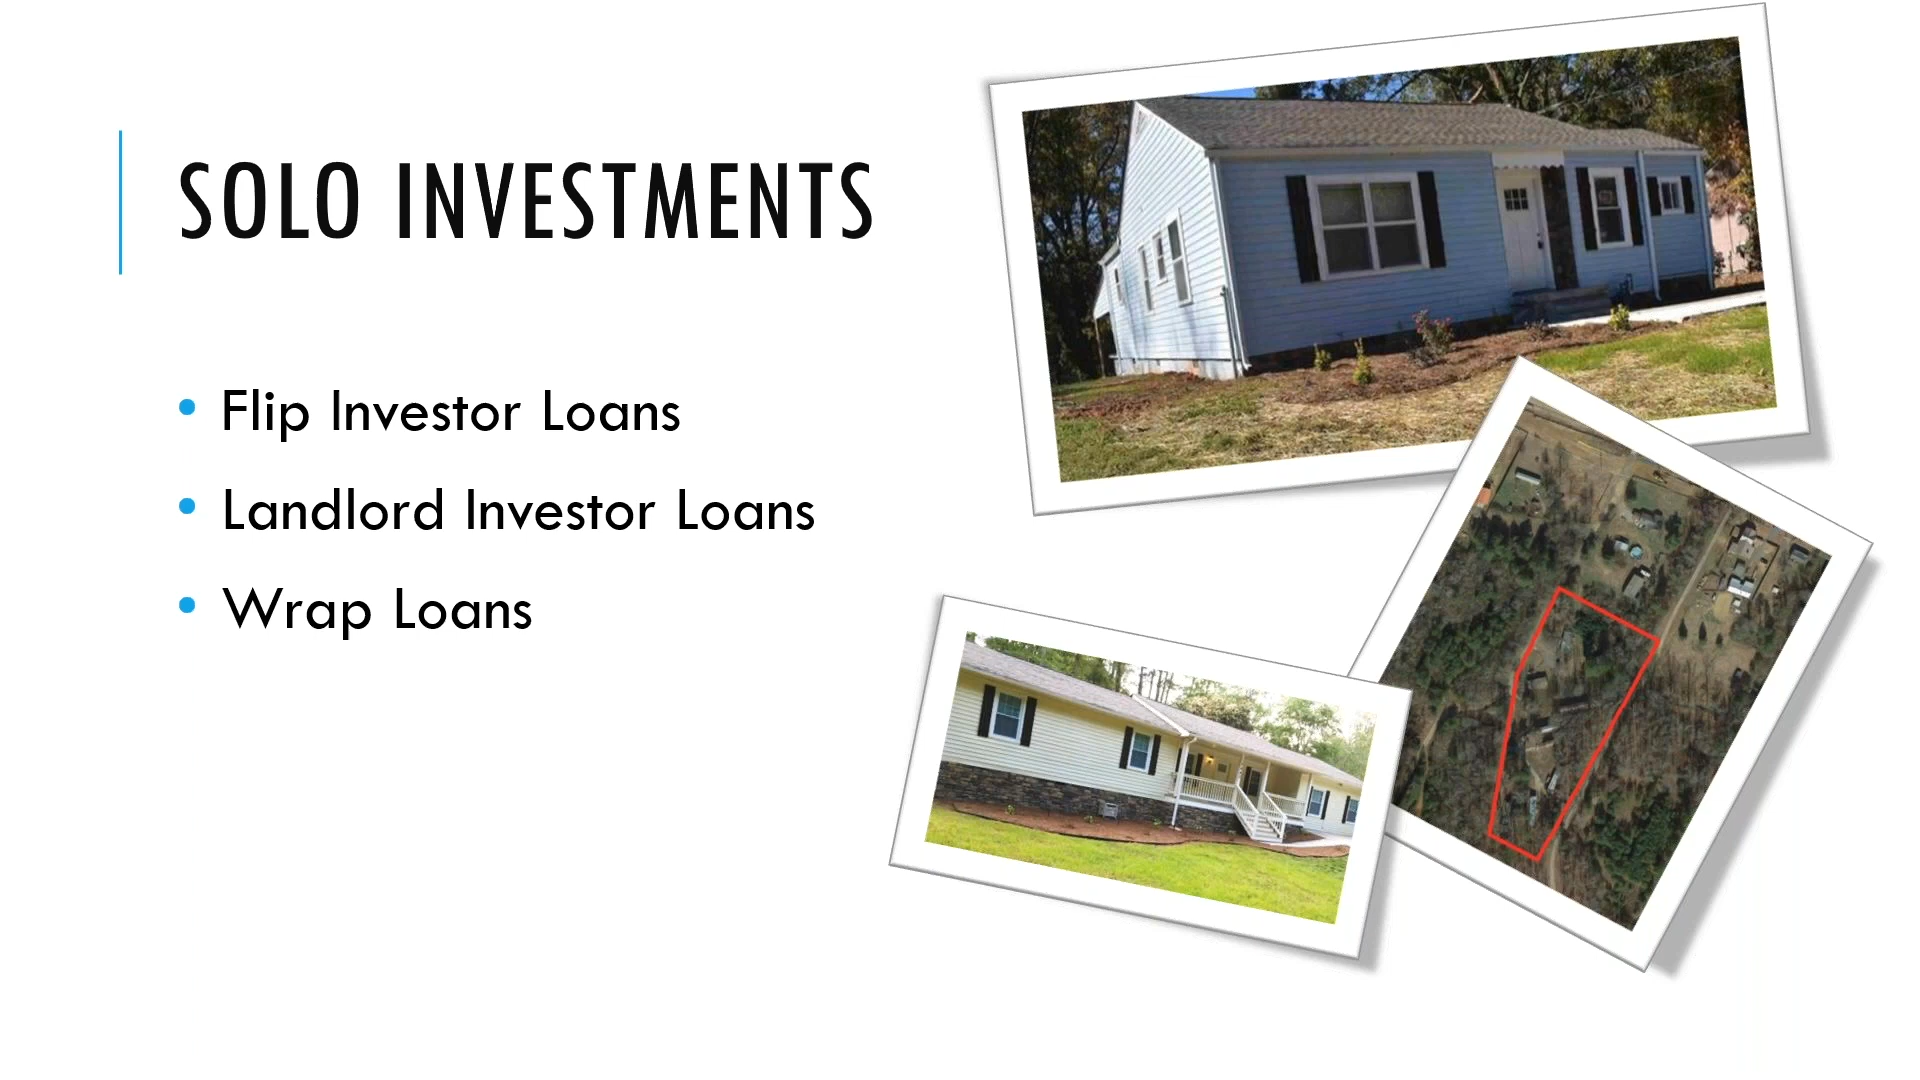 SOLO INVESTMENTS
• Flip Investor Loans
• Landlord Investor Loans
• Wrap Loans